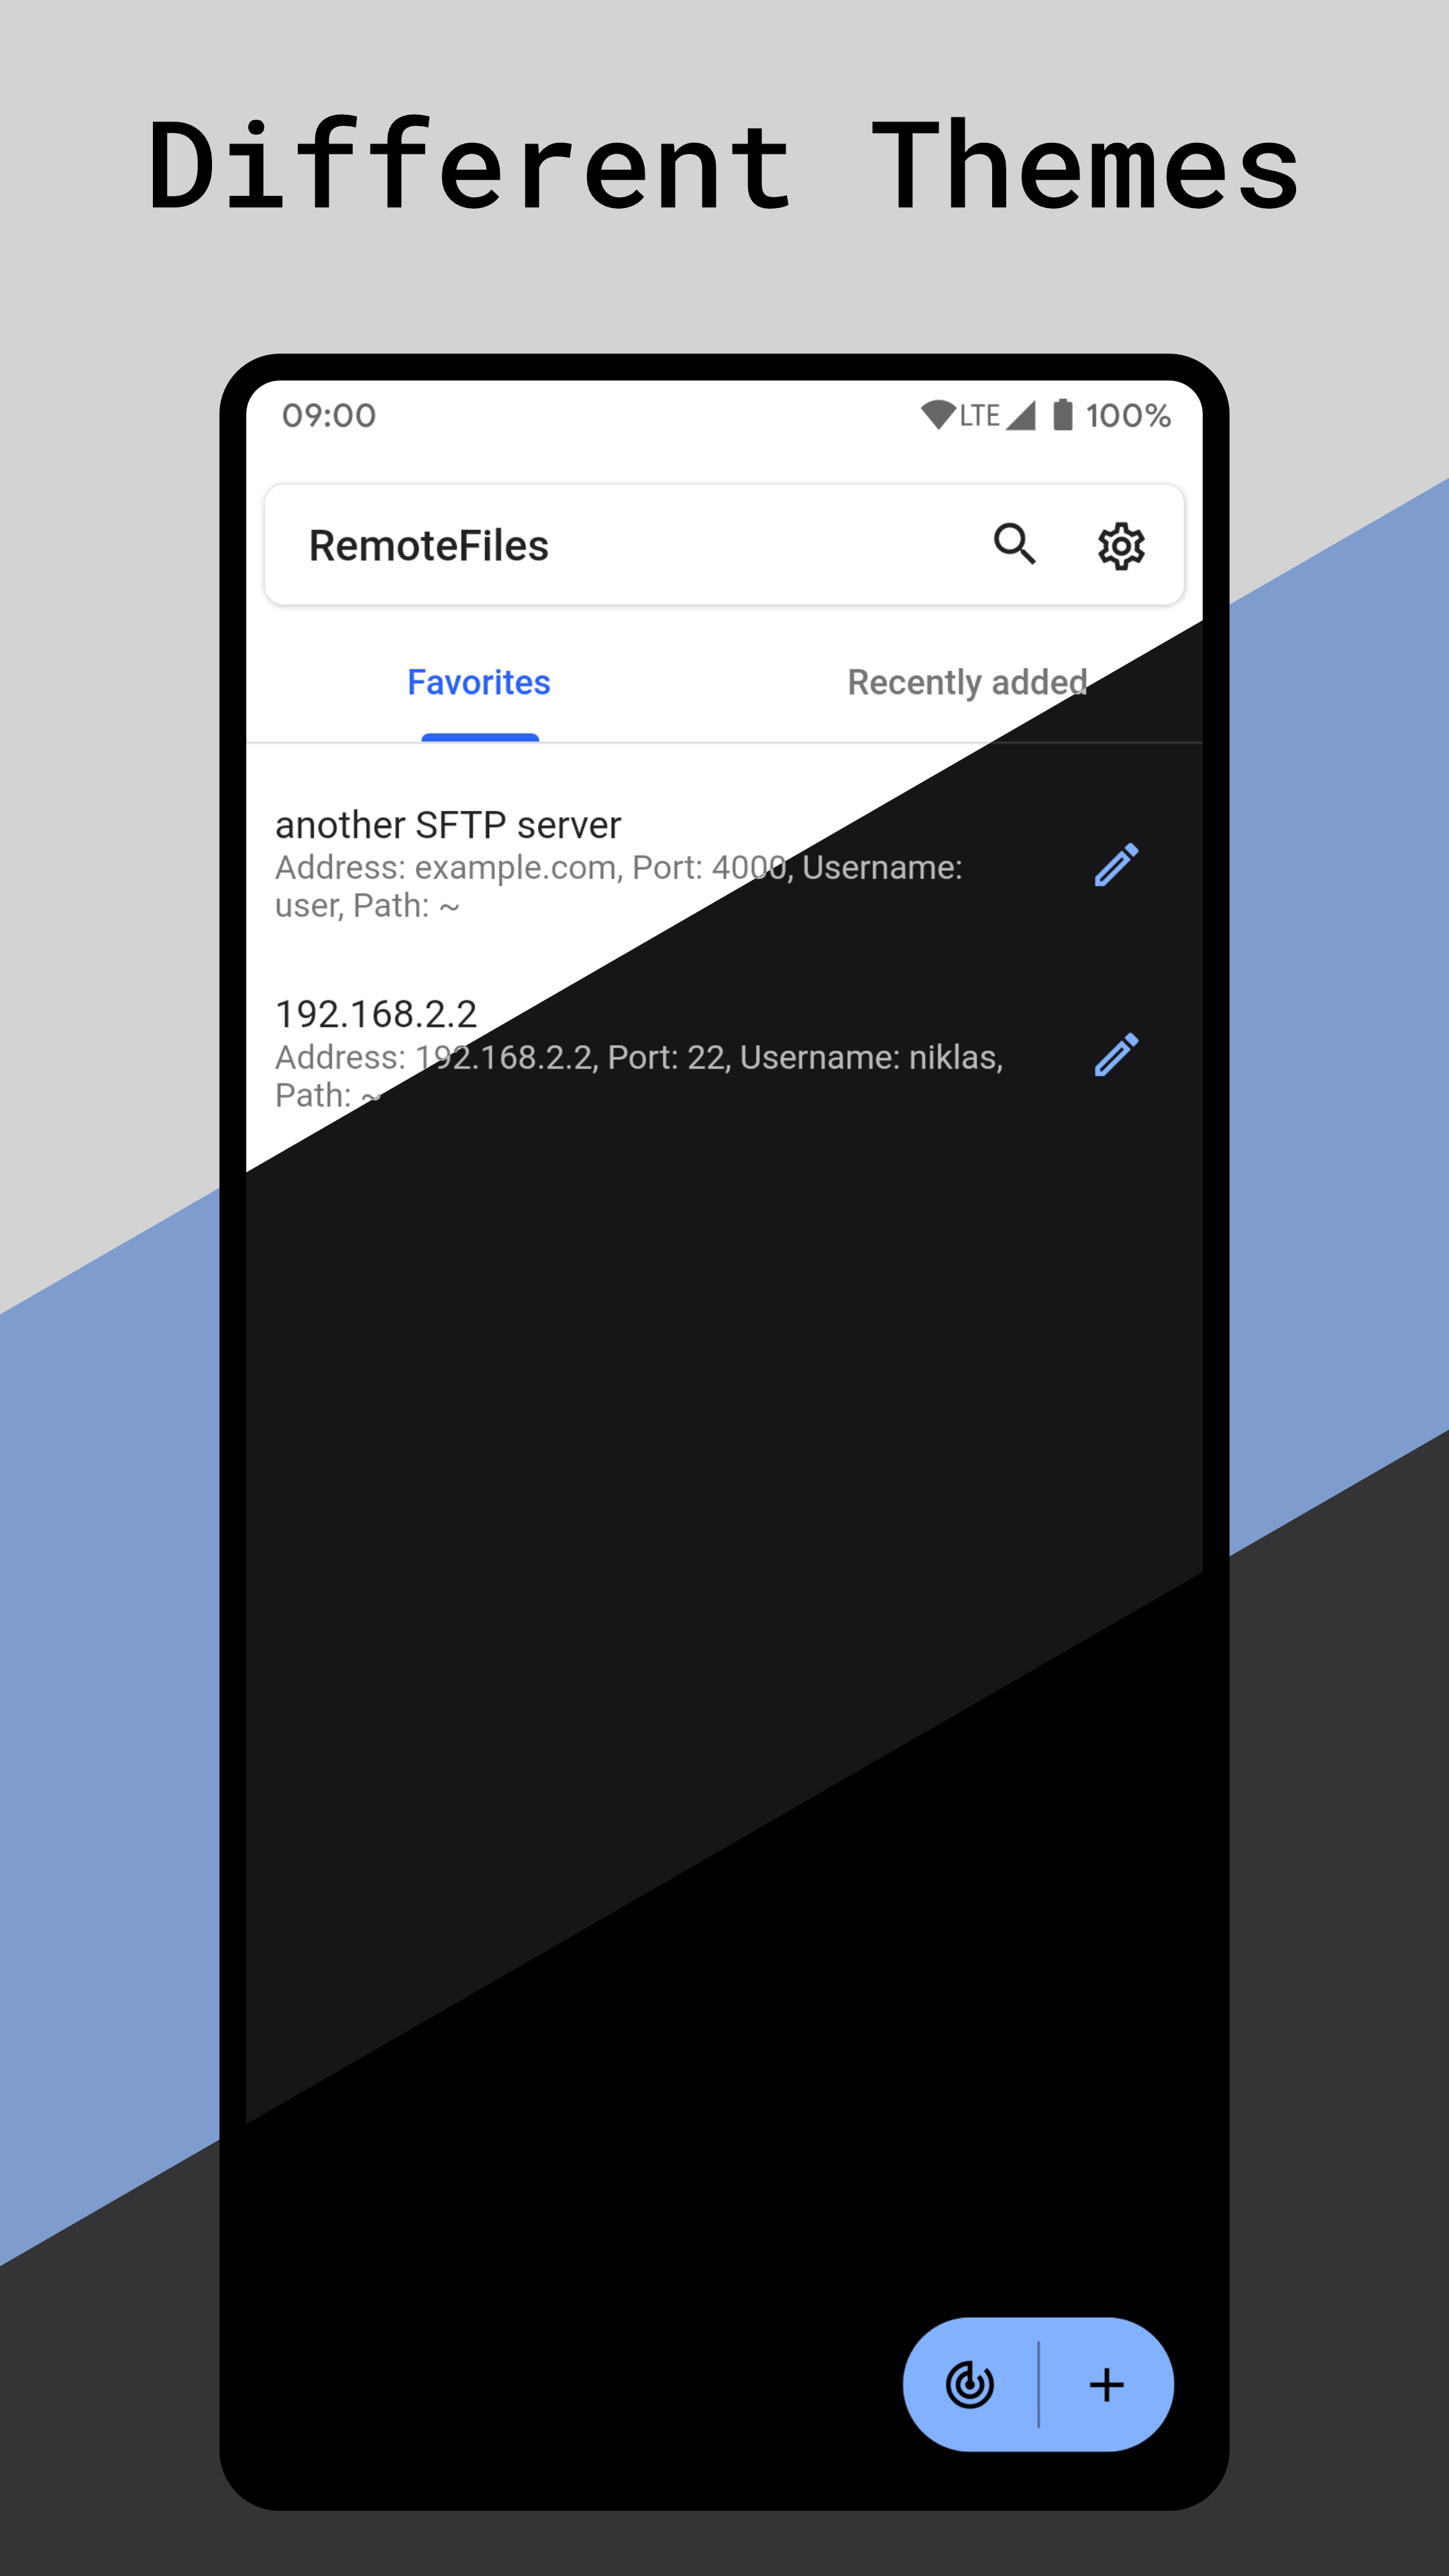 Different Themes
09:00 LTE 100%
RemoteFiles
Favorites Recently added
another SFTP server
Address: example.com, Port: 4000, Username:
user, Path: ~
192.168.2.2
Address: 192.168.2.2, Port: 22, Username: niklas,
Path: ~